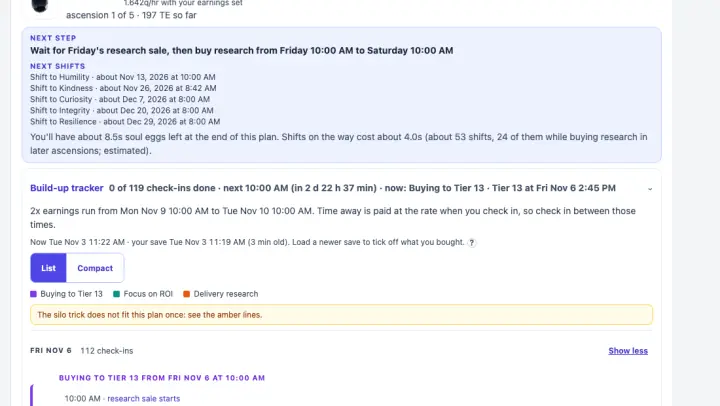 1.642q/hr with your earnings set
ascension 1 of 5 · 197 TE so far
NEXT STEP
Wait for Friday's research sale, then buy research from Friday 10:00 AM to Saturday 10:00 AM
NEXT SHIFTS
Shift to Humility · about Nov 13, 2026 at 10:00 AM
Shift to Kindness · about Nov 26, 2026 at 8:42 AM
Shift to Curiosity · about Dec 7, 2026 at 8:00 AM
Shift to Integrity · about Dec 20, 2026 at 8:00 AM
Shift to Resilience · about Dec 29, 2026 at 8:00 AM
You'll have about 8.5s soul eggs left at the end of this plan. Shifts on the way cost about 4.0s (about 53 shifts, 24 of them while buying research in
later ascensions; estimated).
Build-up tracker 0 of 119 check-ins done · next 10:00 AM (in 2 d 22 h 37 min) · now: Buying to Tier 13 · Tier 13 at Fri Nov 6 2:45 PM
2x earnings run from Mon Nov 9 10:00 AM to Tue Nov 10 10:00 AM. Time away is paid at the rate when you check in, so check in between those
times.
Now Tue Nov 3 11:22 AM · your save Tue Nov 3 11:19 AM (3 min old). Load a newer save to tick off what you bought. ?
List Compact
Buying to Tier 13 Focus on ROI Delivery research
The silo trick does not fit this plan once: see the amber lines.
FRI NOV 6 112 check-ins Show less
BUYING TO TIER 13 FROM FRI NOV 6 AT 10:00 AM
10:00 AM · research sale starts